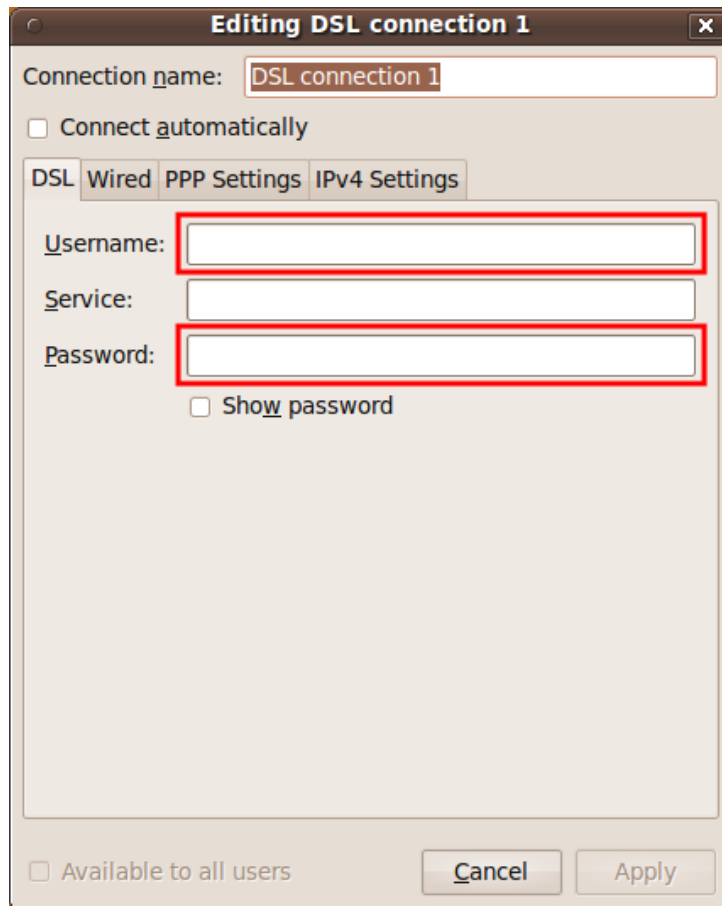 Editing DSL connection 1
Connection name: DSL connection 1
Connect automatically
DSL Wired PPP Settings IPv4 Settings
Username:
Service:
Password:
Show password
Available to all users Cancel Apply